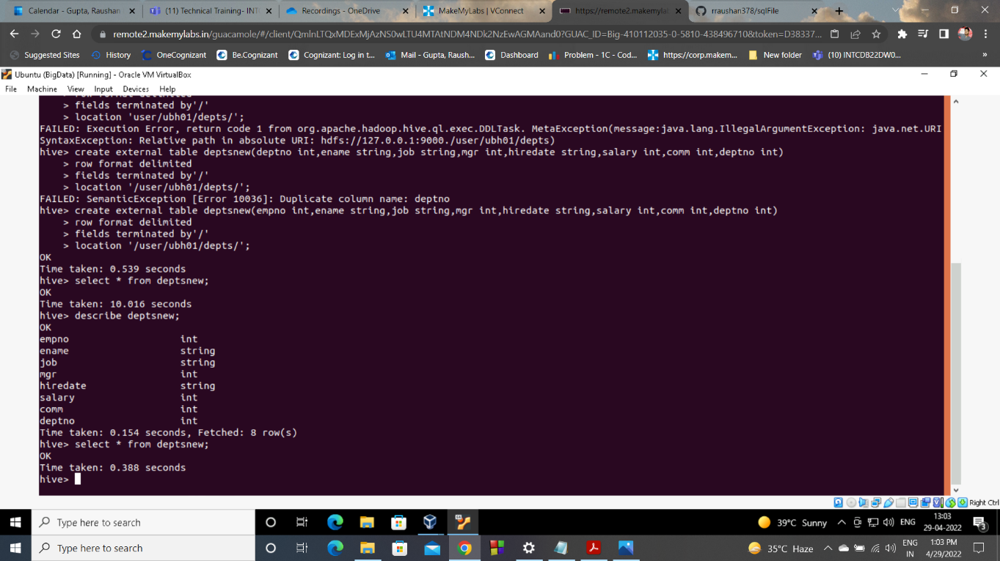 Calendar - Gupta, Raushan
(11) Technical Training- INT
Recordings - OneDrive
MakeMyLabs | VConnect
https://remote2.makemylal
rraushan378/sqlFile
remote2.makemylabs.in/guacamole/#/client/QmlnLTQxMDExMjAzNS0wLTU4MTAtNDM4NDk2NzEwAGMAand0?GUAC_ID=Big-410112035-0-5810-438496710&token=D38337...
Suggested Sites
History
OneCognizant
Be.Cognizant
Cognizant: Log in t...
Mail - Gupta, Raush...
Dashboard
Problem - 1C - Cod...
https://corp.makem...
New folder
(10) INTCDB22DW0...
»
Ubuntu (BigData) [Running] - Oracle VM VirtualBox
File Machine View Input Devices Help
> row format delimited
> fields terminated by'/'
> location 'user/ubh01/depts/';
FAILED: Execution Error, return code 1 from org.apache.hadoop.hive.ql.exec.DDLTask. MetaException(message:java.lang.IllegalArgumentException: java.net.URI
SyntaxException: Relative path in absolute URI: hdfs://127.0.0.1:9000./user/ubh01/depts)
hive> create external table deptsnew(deptno int,ename string,job string,mgr int,hiredate string,salary int,comm int,deptno int)
> row format delimited
> fields terminated by'/'
> location '/user/ubh01/depts/';
FAILED: SemanticException [Error 10036]: Duplicate column name: deptno
hive> create external table deptsnew(empno int,ename string,job string,mgr int,hiredate string,salary int,comm int,deptno int)
> row format delimited
> fields terminated by'/'
> location '/user/ubh01/depts/';
OK
Time taken: 0.539 seconds
hive> select * from deptsnew;
OK
Time taken: 10.016 seconds
hive> describe deptsnew;
OK
empno int
ename string
job string
mgr int
hiredate string
salary int
comm int
deptno int
Time taken: 0.154 seconds, Fetched: 8 row(s)
hive> select * from deptsnew;
OK
Time taken: 0.388 seconds
hive>
Right Ctrl
Type here to search
39°C Sunny
ENG
13:03
29-04-2022
3
Type here to search
35°C Haze
ENG
IN
1:03 PM
4/29/2022